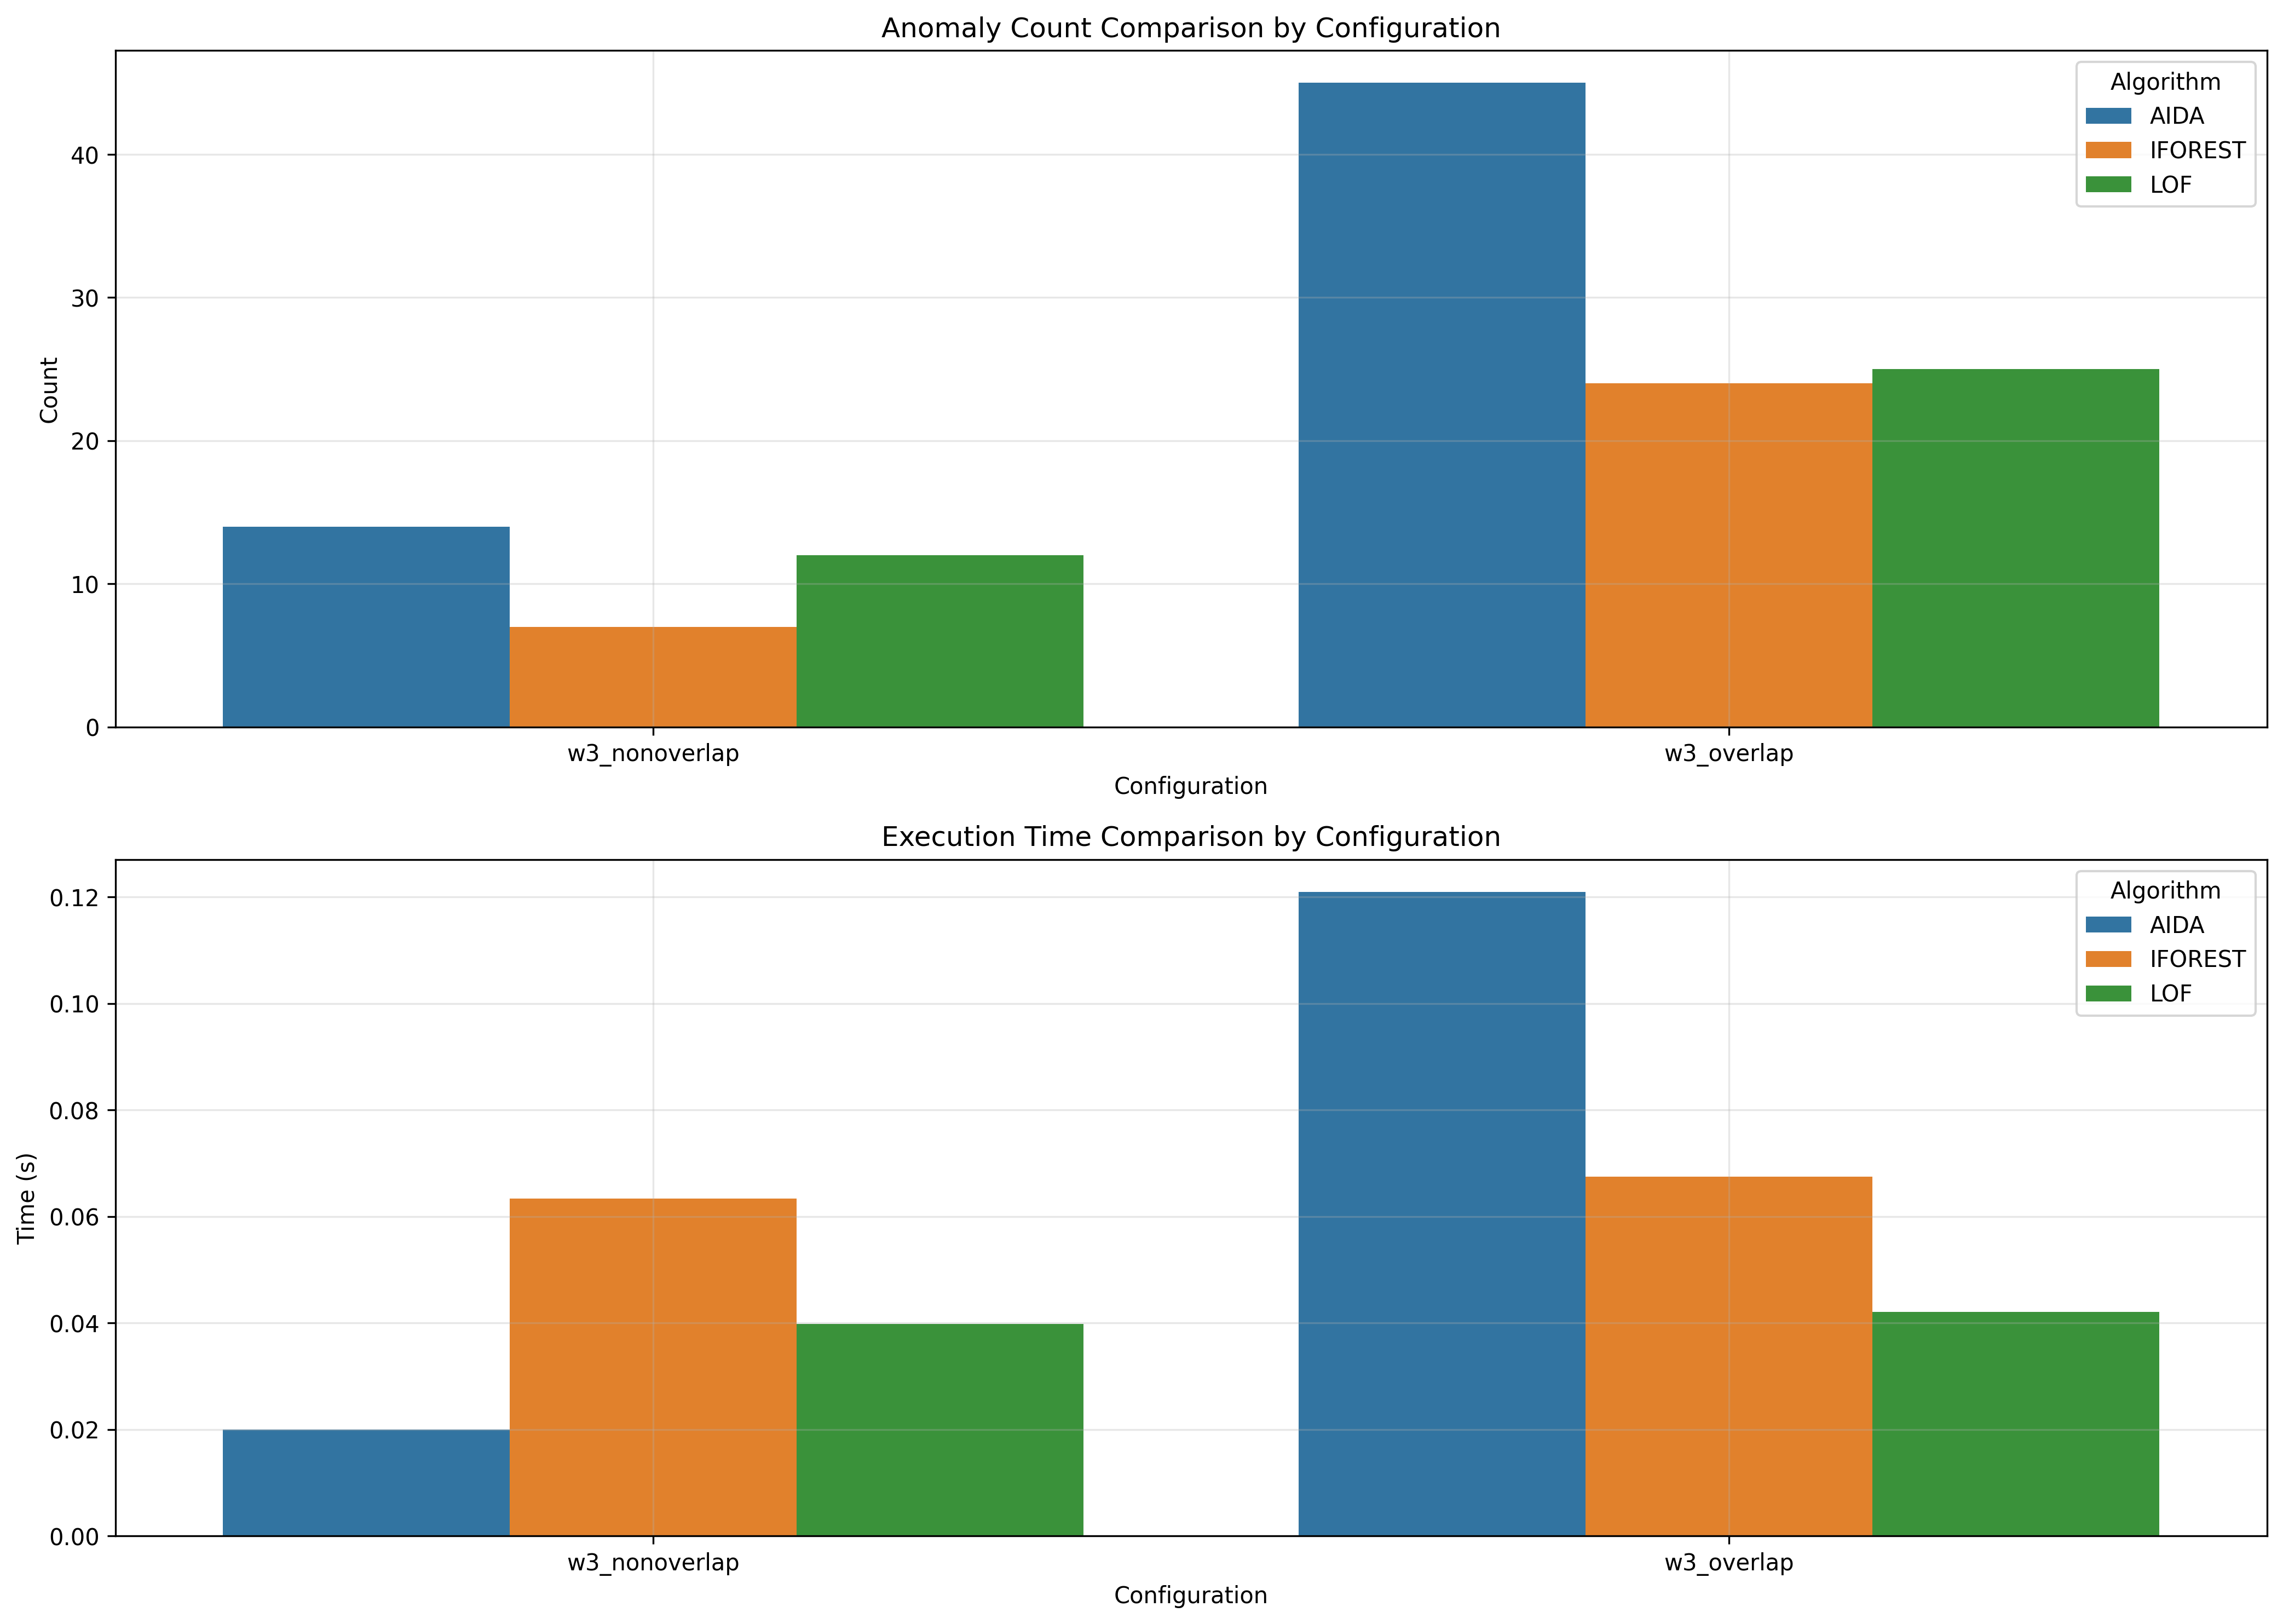 Anomaly Count Comparison by Configuration
Algorithm
AIDA
IFOREST
LOF
Count
40
30
20
10
0
w3_nonoverlap
w3_overlap
Configuration
Execution Time Comparison by Configuration
Algorithm
AIDA
IFOREST
LOF
Time (s)
0.12
0.10
0.08
0.06
0.04
0.02
0.00
w3_nonoverlap
w3_overlap
Configuration